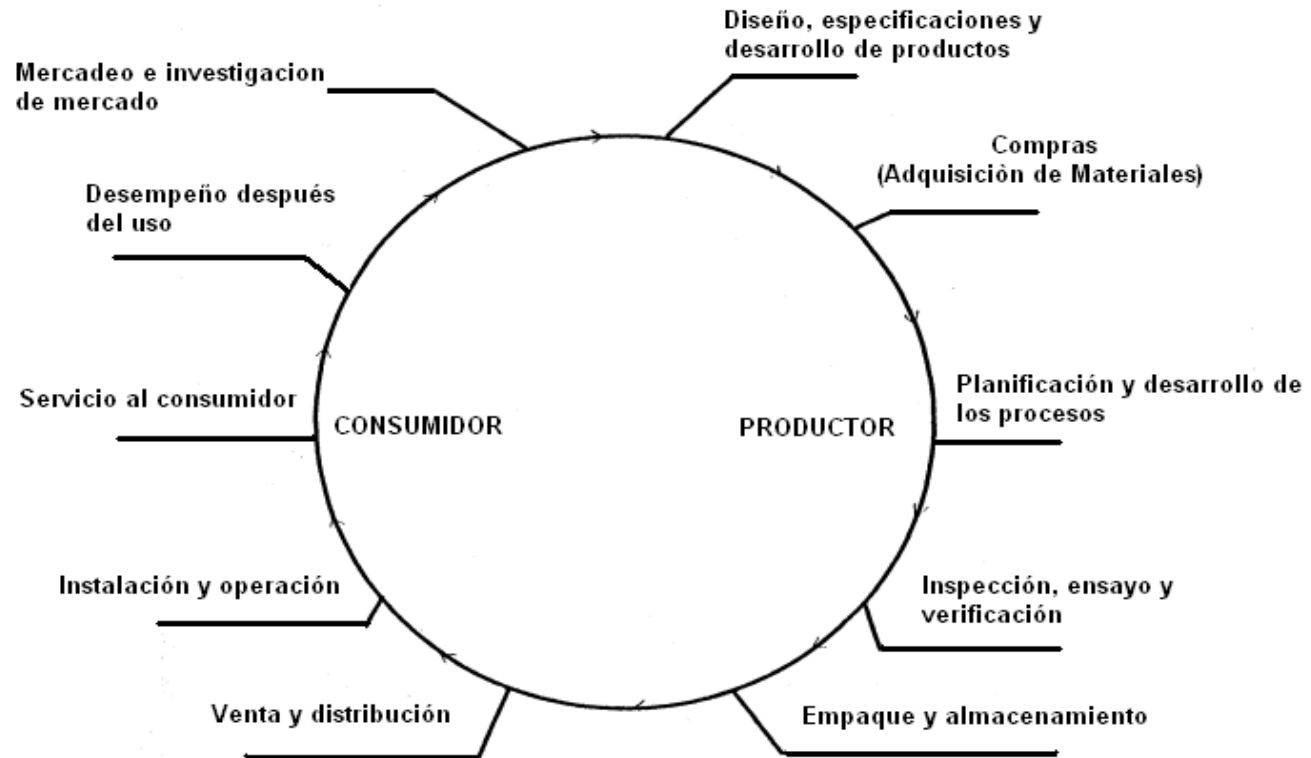 Diseño, especificaciones y
desarrollo de productos
Mercadeo e investigacion
de mercado
Compras
(Adquisiciòn de Materiales)
Desempeño después
del uso
Planificación y desarrollo de
los procesos
Servicio al consumidor
CONSUMIDOR
PRODUCTOR
Instalación y operación
Inspección, ensayo y
verificación
Venta y distribución
Empaque y almacenamiento